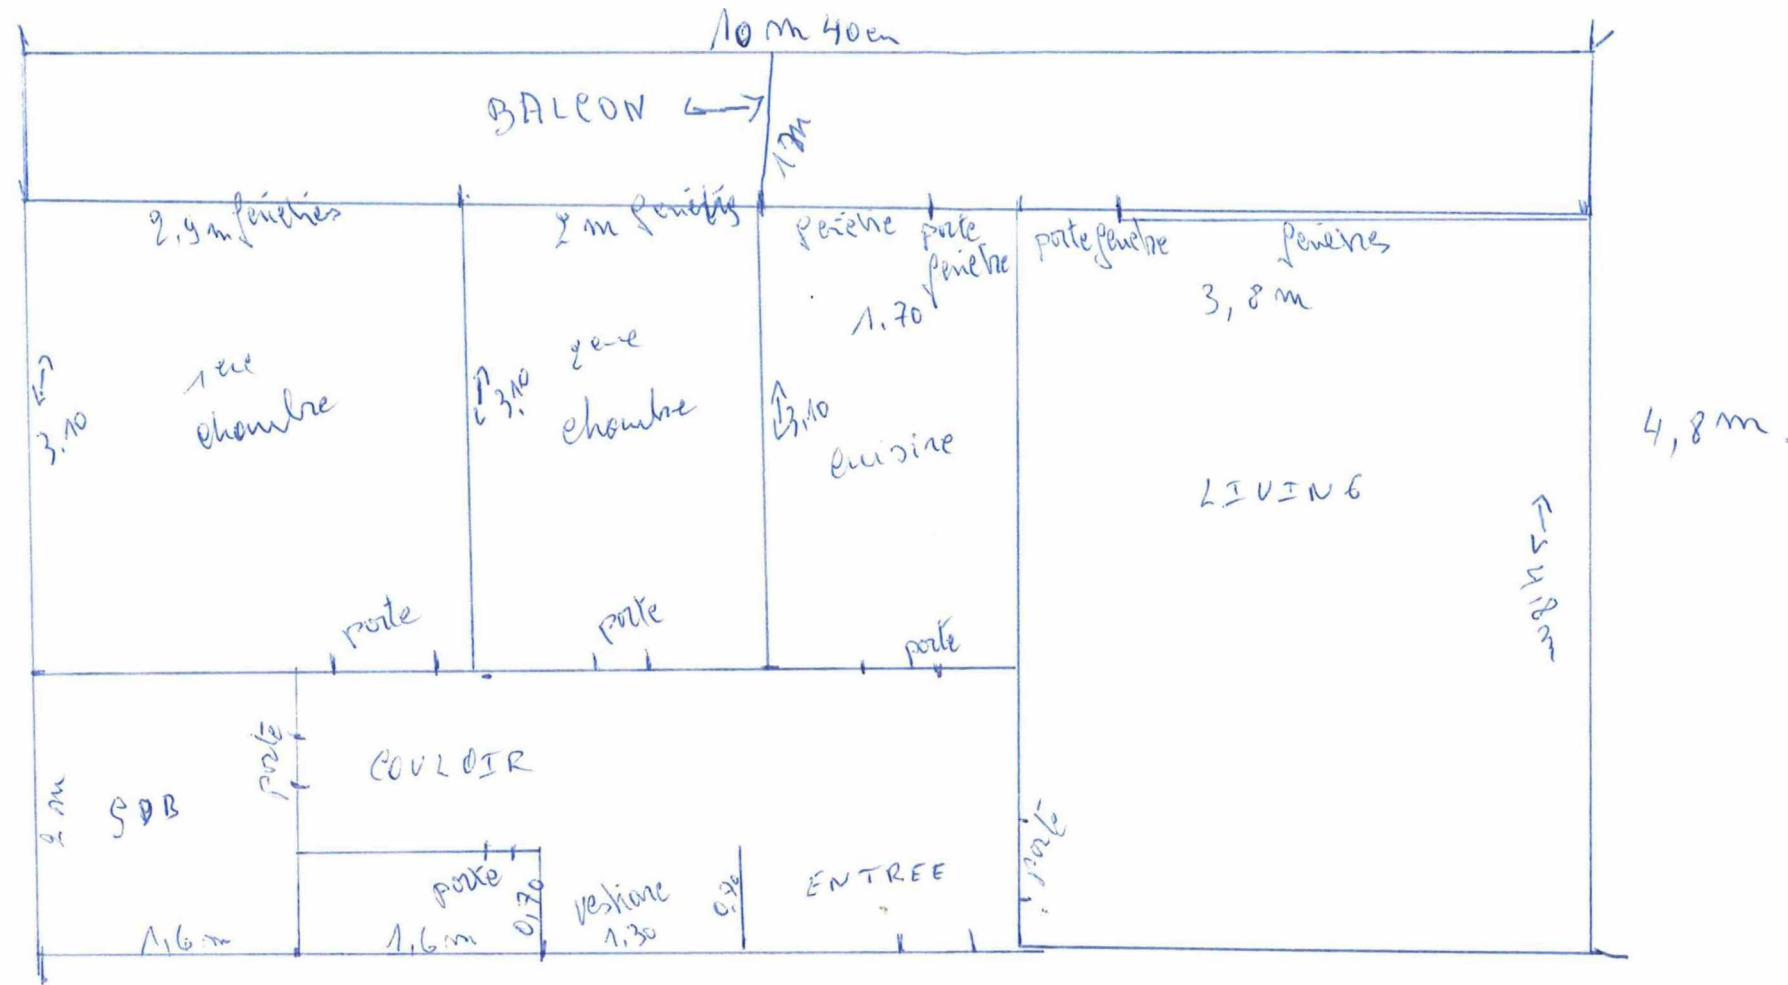 10 m 40 cm
BALCON
1 m
2,9 m fenêtres
2 m fenêtres
fenêtre
porte
fenêtre
porte fenêtre
fenêtres
1.70
3,8 m
1ère
chambre
3.10
2ème
chambre
3.10
3,10
cuisine
LIVING
4,8 m
4,8 m
porte
porte
porte
porte
COULOIR
SDB
2 m
porte
porte
0,70
vestiaire
1.30
0,70
ENTREE
1,6 m
1,6 m